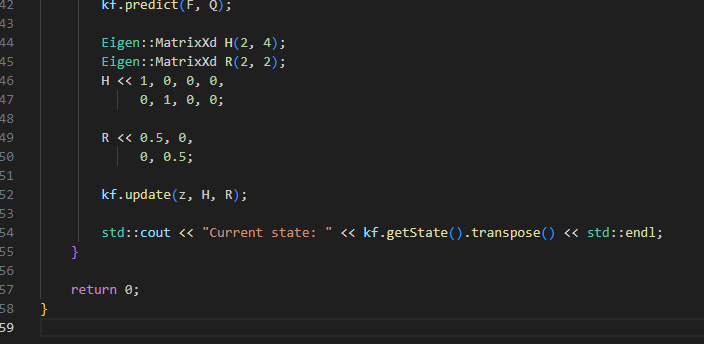 42 kf.predict(F, Q);
43
44 Eigen::MatrixXd H(2, 4);
45 Eigen::MatrixXd R(2, 2);
46 H << 1, 0, 0, 0,
47 0, 1, 0, 0;
48
49 R << 0.5, 0,
50 0, 0.5;
51
52 kf.update(z, H, R);
53
54 std::cout << "Current state: " << kf.getState().transpose() << std::endl;
55 }
56
57 return 0;
58 }
59